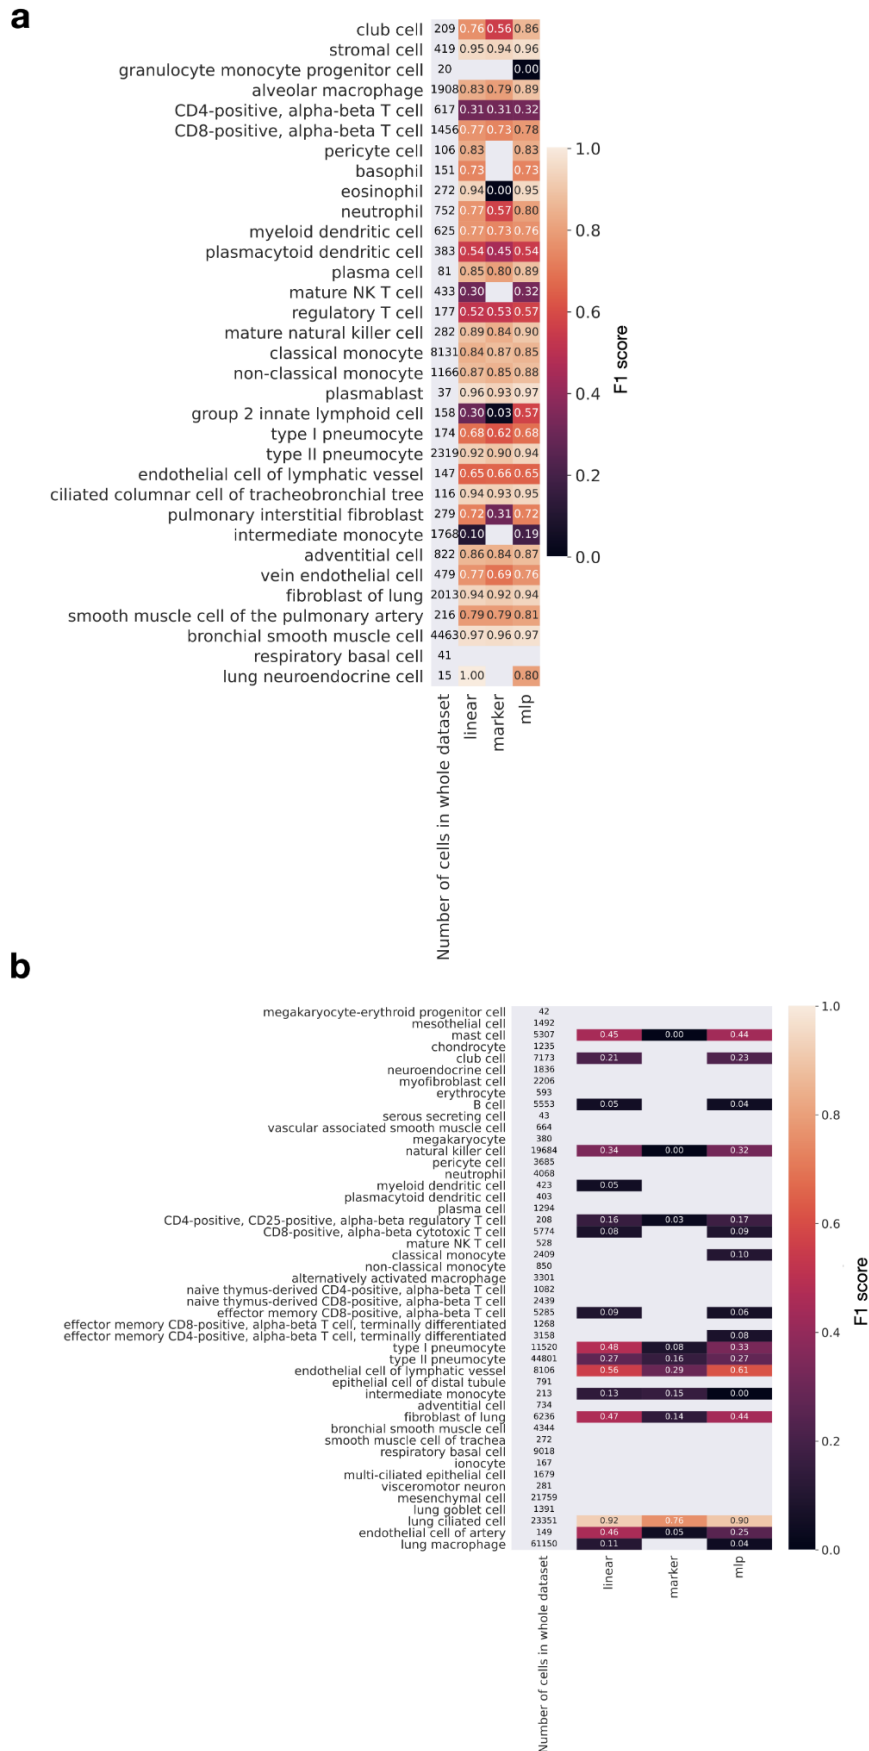 a
club cell 209 0.76 0.56 0.86
stromal cell 419 0.95 0.94 0.96
granulocyte monocyte progenitor cell 20 0.00
alveolar macrophage 1908 0.83 0.79 0.89
CD4-positive, alpha-beta T cell 617 0.31 0.31 0.32
CD8-positive, alpha-beta T cell 1456 0.77 0.73 0.78
pericyte cell 106 0.83 0.83
basophil 151 0.73 0.73
eosinophil 272 0.94 0.00 0.95
neutrophil 752 0.77 0.57 0.80
myeloid dendritic cell 625 0.77 0.73 0.76
plasmacytoid dendritic cell 383 0.54 0.45 0.54
plasma cell 81 0.85 0.80 0.89
mature NK T cell 433 0.30 0.32
regulatory T cell 177 0.52 0.53 0.57
mature natural killer cell 282 0.89 0.84 0.90
classical monocyte 8131 0.84 0.87 0.85
non-classical monocyte 1166 0.87 0.85 0.88
plasmablast 37 0.96 0.93 0.97
group 2 innate lymphoid cell 158 0.30 0.03 0.57
type I pneumocyte 174 0.68 0.62 0.68
type II pneumocyte 2319 0.92 0.90 0.94
endothelial cell of lymphatic vessel 147 0.65 0.66 0.65
ciliated columnar cell of tracheobronchial tree 116 0.94 0.93 0.95
pulmonary interstitial fibroblast 279 0.72 0.31 0.72
intermediate monocyte 1768 0.10 0.19
adventitial cell 822 0.86 0.84 0.87
vein endothelial cell 479 0.77 0.69 0.76
fibroblast of lung 2013 0.94 0.92 0.94
smooth muscle cell of the pulmonary artery 216 0.79 0.79 0.81
bronchial smooth muscle cell 4463 0.97 0.96 0.97
respiratory basal cell 41
lung neuroendocrine cell 15 1.00 0.80
Number of cells in whole dataset
linear
marker
mlp
1.0
0.8
0.6
0.4
0.2
0.0
F1 score
b
megakaryocyte-erythroid progenitor cell 42
mesothelial cell 1492
mast cell 5307 0.45 0.00 0.44
chondrocyte 1235
club cell 7173 0.21 0.23
neuroendocrine cell 1836
myofibroblast cell 2206
erythrocyte 593
B cell 5553 0.05 0.04
serous secreting cell 43
vascular associated smooth muscle cell 664
megakaryocyte 380
natural killer cell 19684 0.34 0.00 0.32
pericyte cell 3685
neutrophil 4068
myeloid dendritic cell 423 0.05
plasmacytoid dendritic cell 403
plasma cell 1294
CD4-positive, CD25-positive, alpha-beta regulatory T cell 208 0.16 0.03 0.17
CD8-positive, alpha-beta cytotoxic T cell 5774 0.08 0.09
mature NK T cell 528
classical monocyte 2409 0.10
non-classical monocyte 850
alternatively activated macrophage 3301
naive thymus-derived CD4-positive, alpha-beta T cell 1082
naive thymus-derived CD8-positive, alpha-beta T cell 2439
effector memory CD8-positive, alpha-beta T cell 5285 0.09 0.06
effector memory CD8-positive, alpha-beta T cell, terminally differentiated 1268
effector memory CD4-positive, alpha-beta T cell, terminally differentiated 3158 0.08
type I pneumocyte 11520 0.48 0.08 0.33
type II pneumocyte 44801 0.27 0.16 0.27
endothelial cell of lymphatic vessel 8106 0.56 0.29 0.61
epithelial cell of distal tubule 791
intermediate monocyte 213 0.13 0.15 0.00
adventitial cell 734
fibroblast of lung 6236 0.47 0.14 0.44
bronchial smooth muscle cell 4344
smooth muscle cell of trachea 272
respiratory basal cell 9018
ionocyte 167
multi-ciliated epithelial cell 1679
visceromotor neuron 281
mesenchymal cell 21759
lung goblet cell 1391
lung ciliated cell 23351 0.92 0.76 0.90
endothelial cell of artery 149 0.46 0.05 0.25
lung macrophage 61150 0.11 0.04
Number of cells in whole dataset
linear
marker
mlp
1.0
0.8
0.6
0.4
0.2
0.0
F1 score